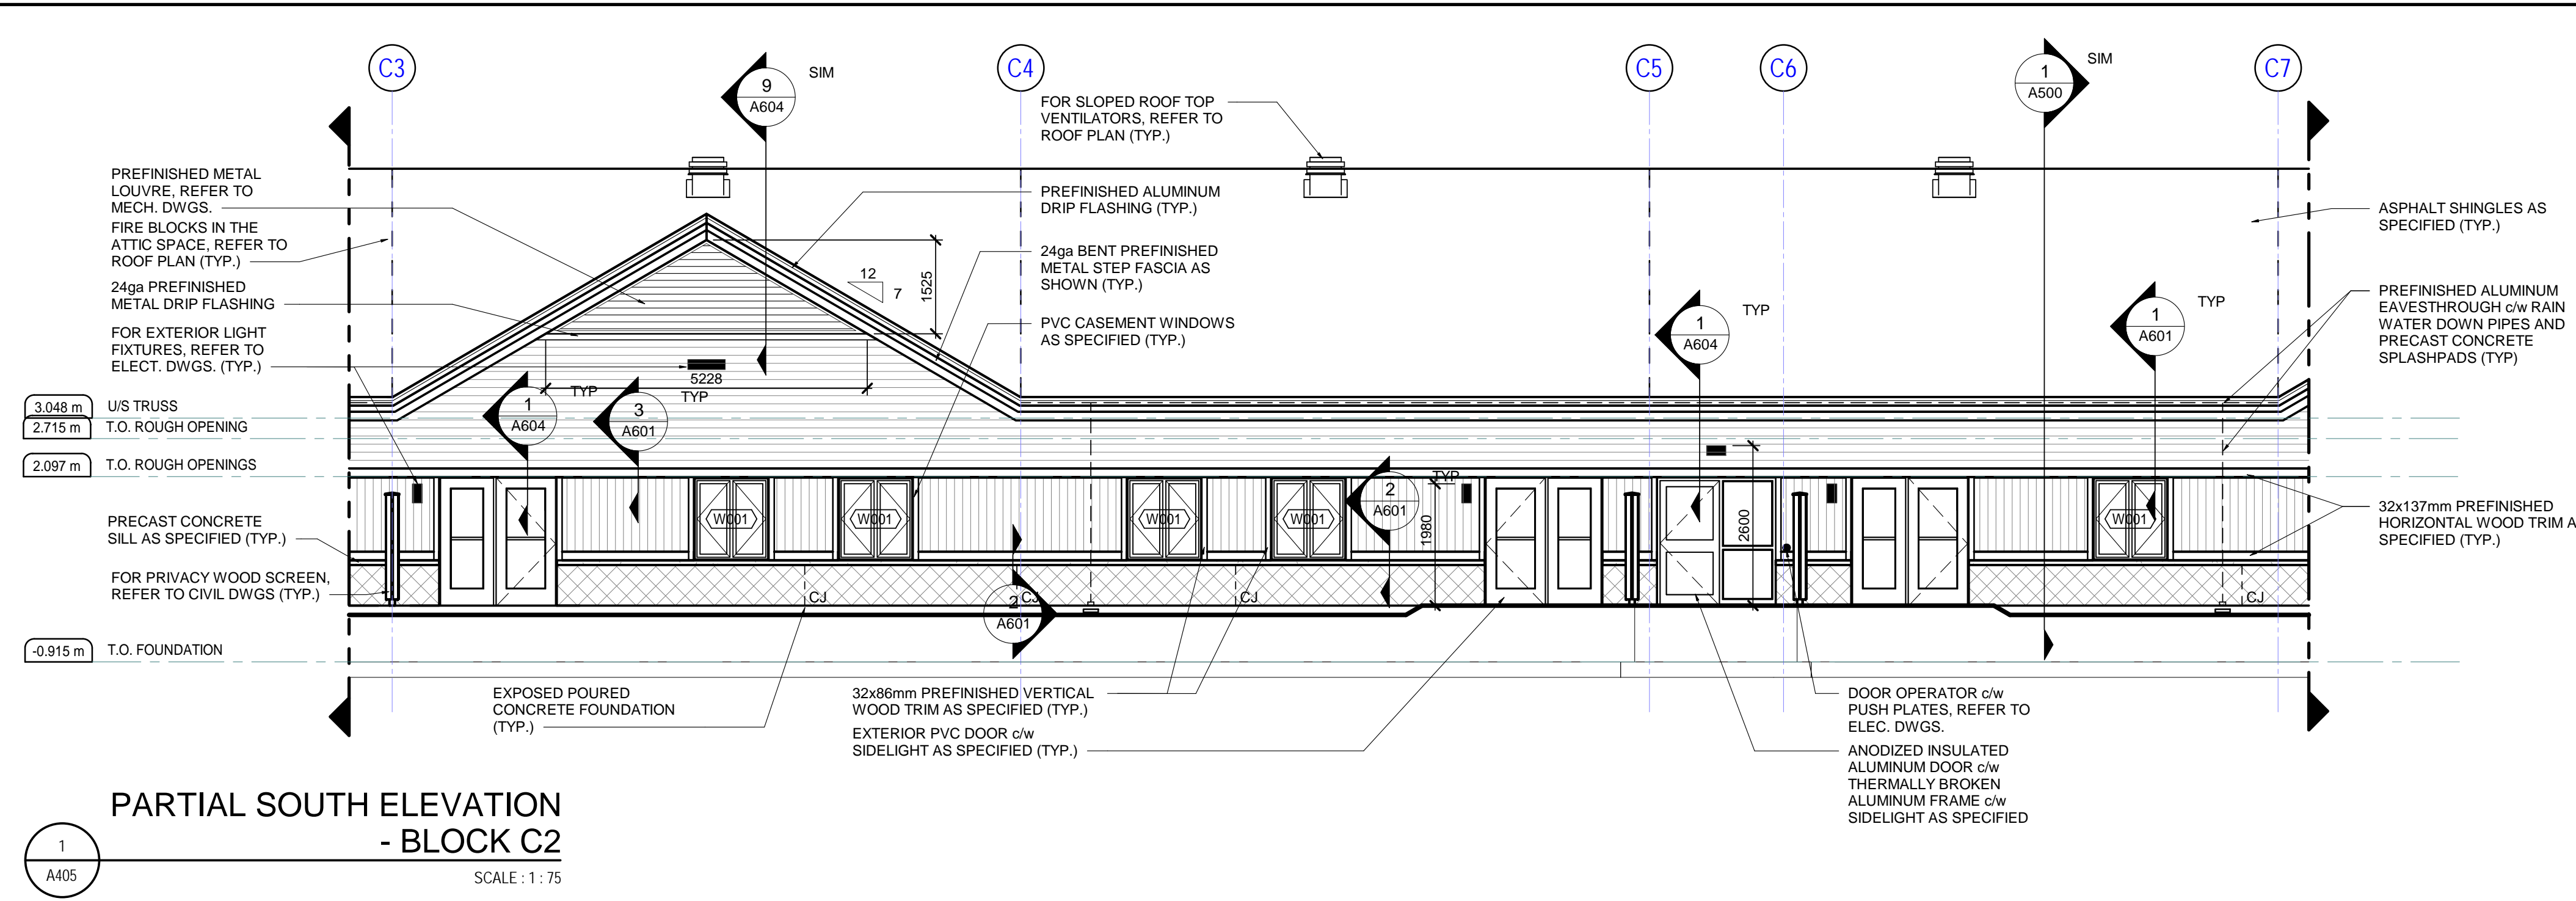 C3
C4
C5
C6
C7
9
A604
SIM
1
A500
SIM
FOR SLOPED ROOF TOP
VENTILATORS, REFER TO
ROOF PLAN (TYP.)
PREFINISHED METAL
LOUVRE, REFER TO
MECH. DWGS.
FIRE BLOCKS IN THE
ATTIC SPACE, REFER TO
ROOF PLAN (TYP.)
24ga PREFINISHED
METAL DRIP FLASHING
FOR EXTERIOR LIGHT
FIXTURES, REFER TO
ELECT. DWGS. (TYP.)
PREFINISHED ALUMINUM
DRIP FLASHING (TYP.)
24ga BENT PREFINISHED
METAL STEP FASCIA AS
SHOWN (TYP.)
PVC CASEMENT WINDOWS
AS SPECIFIED (TYP.)
12
7
1525
5228
ASPHALT SHINGLES AS
SPECIFIED (TYP.)
PREFINISHED ALUMINUM
EAVESTHROUGH c/w RAIN
WATER DOWN PIPES AND
PRECAST CONCRETE
SPLASHPADS (TYP)
1
A604
TYP
1
A601
TYP
1
A604
TYP
3
A601
TYP
3.048 m
U/S TRUSS
2.715 m
T.O. ROUGH OPENING
2.097 m
T.O. ROUGH OPENINGS
2
A601
TYP
1980
2600
W001
W001
W001
W001
W001
32x137mm PREFINISHED
HORIZONTAL WOOD TRIM A
SPECIFIED (TYP.)
PRECAST CONCRETE
SILL AS SPECIFIED (TYP.)
FOR PRIVACY WOOD SCREEN,
REFER TO CIVIL DWGS (TYP.)
CJ
CJ
CJ
CJ
2
A601
-0.915 m
T.O. FOUNDATION
EXPOSED POURED
CONCRETE FOUNDATION
(TYP.)
32x86mm PREFINISHED VERTICAL
WOOD TRIM AS SPECIFIED (TYP.)
EXTERIOR PVC DOOR c/w
SIDELIGHT AS SPECIFIED (TYP.)
DOOR OPERATOR c/w
PUSH PLATES, REFER TO
ELEC. DWGS.
ANODIZED INSULATED
ALUMINUM DOOR c/w
THERMALLY BROKEN
ALUMINUM FRAME c/w
SIDELIGHT AS SPECIFIED
PARTIAL SOUTH ELEVATION
- BLOCK C2
1
A405
SCALE : 1 : 75